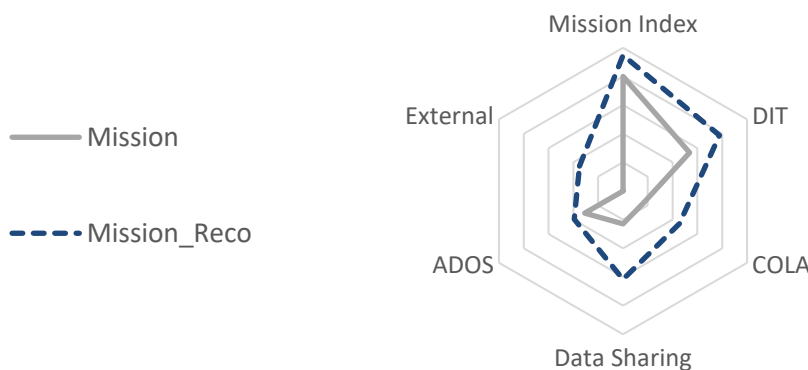 Mission Index
External
DIT
Mission
Mission_Reco
ADOS
COLA
Data Sharing